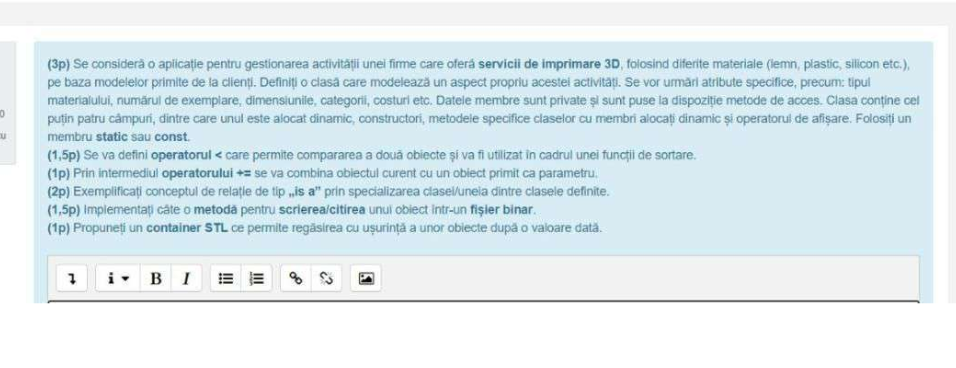 (3p) Se consideră o aplicație pentru gestionarea activității unei firme care oferă servicii de imprimare 3D, folosind diferite materiale (lemn, plastic, silicon etc.),
pe baza modelelor primite de la clienți. Definiți o clasă care modelează un aspect propriu acestei activități. Se vor urmări atribute specifice, precum: tipul
materialului, numărul de exemplare, dimensiunile, categorii, costuri etc. Datele membre sunt private și sunt puse la dispoziție metode de acces. Clasa conține cel
puțin patru câmpuri, dintre care unul este alocat dinamic, constructori, metodele specifice claselor cu membri alocați dinamic și operatorul de afișare. Folosiți un
membru static sau const.
(1,5p) Se va defini operatorul < care permite compararea a două obiecte și va fi utilizat în cadrul unei funcții de sortare.
(1p) Prin intermediul operatorului += se va combina obiectul curent cu un obiect primit ca parametru.
(2p) Exemplificați conceptul de relație de tip „is a” prin specializarea clasei/uneia dintre clasele definite.
(1,5p) Implementați câte o metodă pentru scrierea/citirea unui obiect într-un fișier binar.
(1p) Propuneți un container STL ce permite regăsirea cu ușurință a unor obiecte după o valoare dată.
i B I